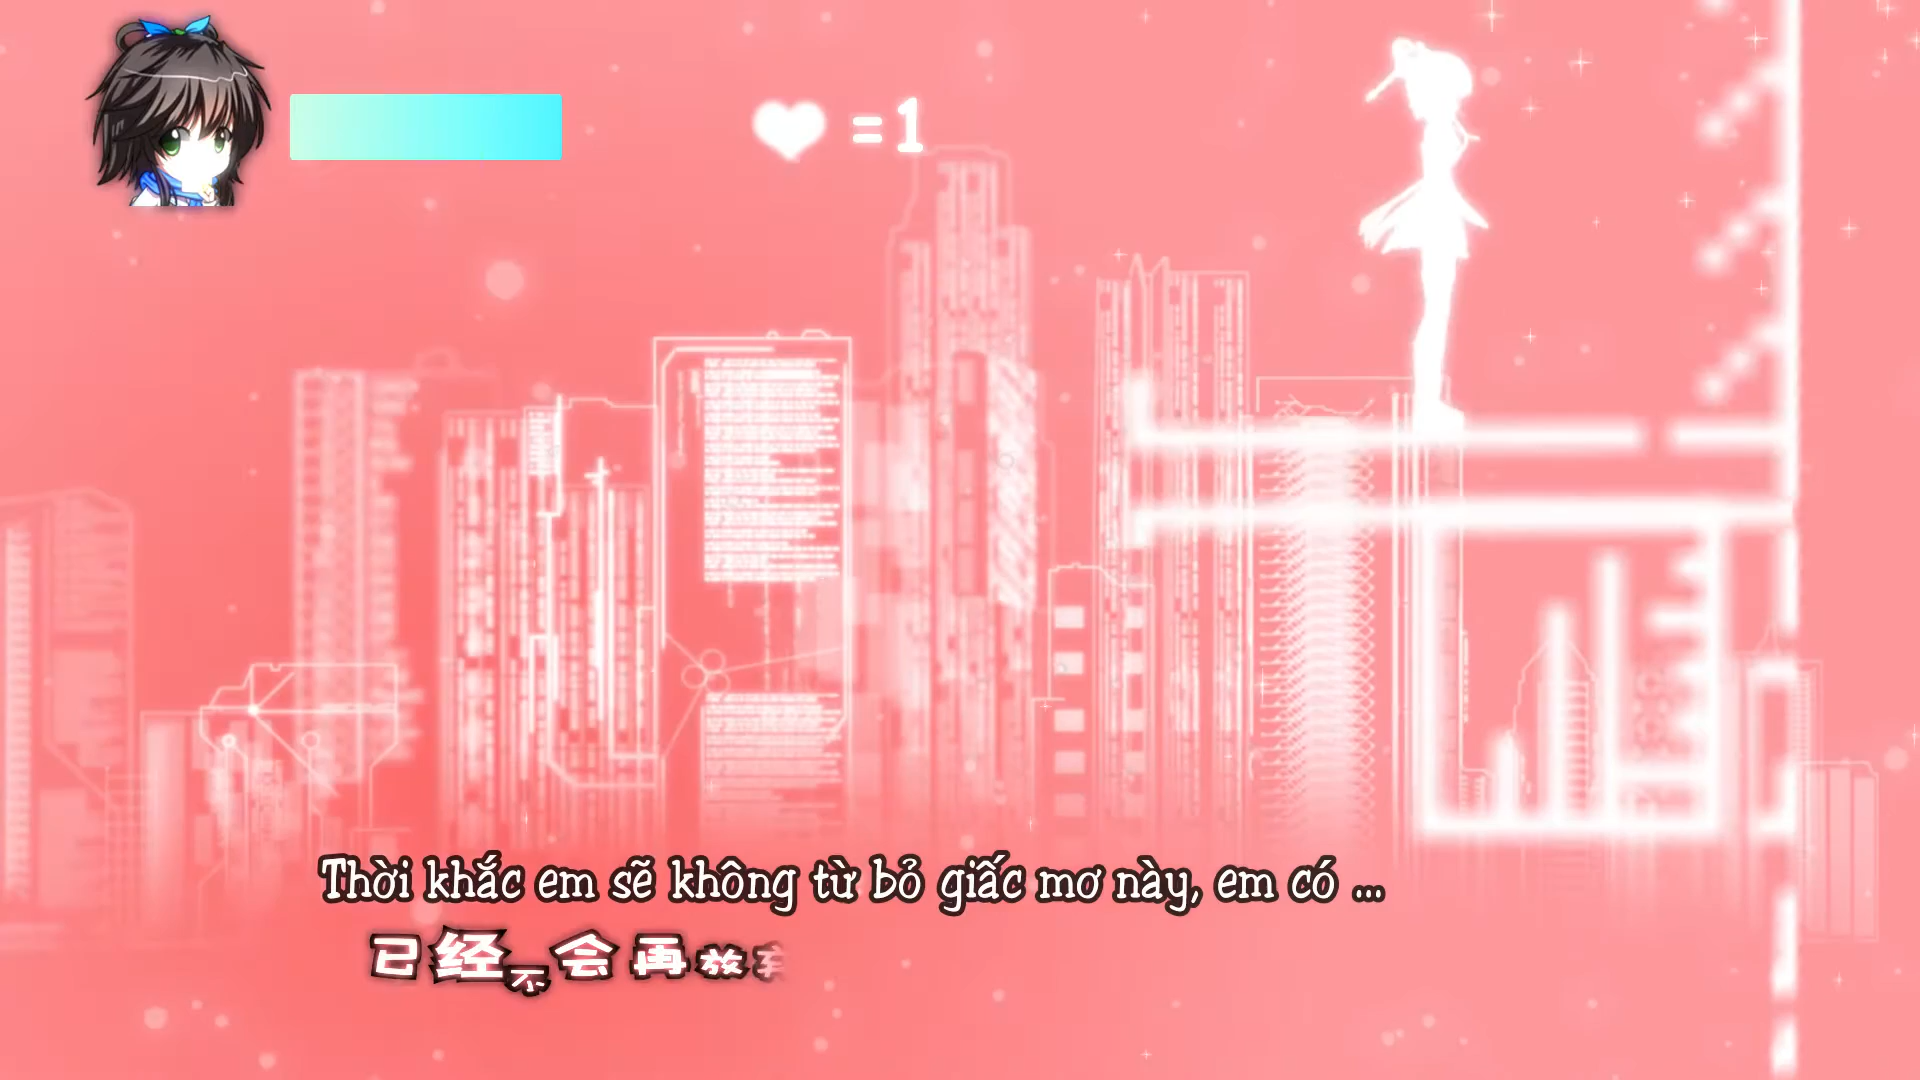 = 1
Thời khắc em sẽ không từ bỏ giấc mơ này, em có ...
已经不会再放